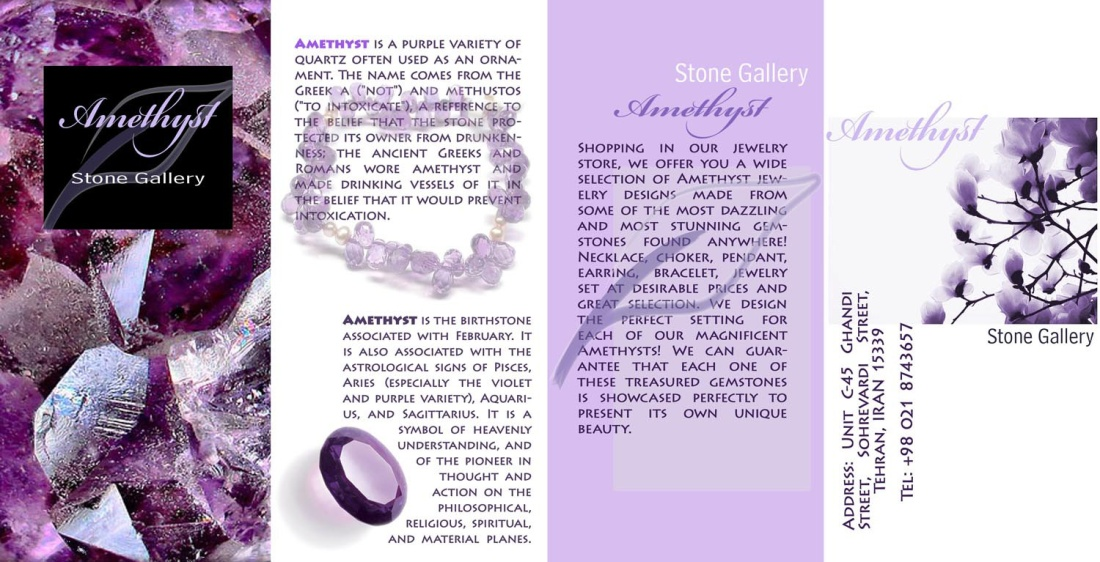 Amethyst
Stone Gallery
Amethyst is a purple variety of
quartz often used as an orna-
ment. The name comes from the
Greek a ("not") and methustos
("to intoxicate"), a reference to
the belief that the stone pro-
tected its owner from drunken-
ness; the ancient Greeks and
Romans wore amethyst and
made drinking vessels of it in
the belief that it would prevent
intoxication.
Amethyst is the birthstone
associated with February. It
is also associated with the
astrological signs of Pisces,
Aries (especially the violet
and purple variety), Aquari-
us, and Sagittarius. It is a
symbol of heavenly
understanding, and
of the pioneer in
thought and
action on the
philosophical,
religious, spiritual,
and material planes.
Stone Gallery
Amethyst
Shopping in our jewelry
store, we offer you a wide
selection of Amethyst jew-
elry designs made from
some of the most dazzling
and most stunning gem-
stones found anywhere!
Necklace, choker, pendant,
earring, bracelet, jewelry
set at desirable prices and
great selection. We design
the perfect setting for
each of our magnificent
Amethysts! We can guar-
antee that each one of
these treasured gemstones
is showcased perfectly to
present its own unique
beauty.
Amethyst
Stone Gallery
Address: Unit C-45 Ghandi
Street, Sohrevardi Street,
Tehran, IRAN 15339
Tel: +98 021 8743657